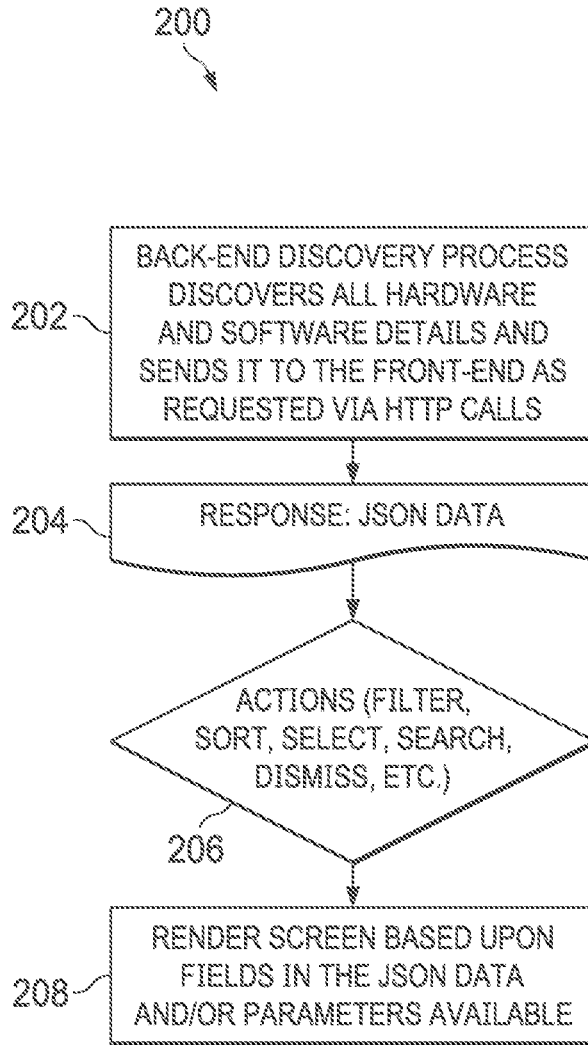 200
BACK-END DISCOVERY PROCESS
DISCOVERS ALL HARDWARE
AND SOFTWARE DETAILS AND
SENDS IT TO THE FRONT-END AS
REQUESTED VIA HTTP CALLS
202
RESPONSE: JSON DATA
204
ACTIONS (FILTER,
SORT, SELECT, SEARCH,
DISMISS, ETC.)
206
RENDER SCREEN BASED UPON
FIELDS IN THE JSON DATA
AND/OR PARAMETERS AVAILABLE
208